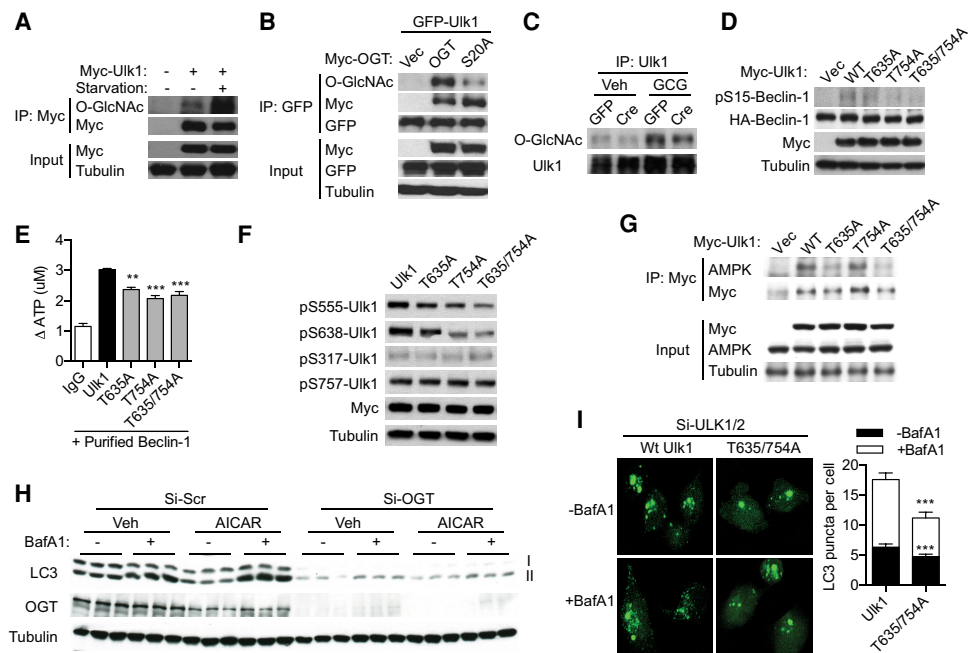 A
Myc-Ulk1: - + +
Starvation: - - +
IP: Myc
O-GlcNAc
Myc
Input
Myc
Tubulin
B
GFP-Ulk1
Myc-OGT: Vec OGT S20A
IP: GFP
O-GlcNAc
Myc
GFP
Input
Myc
GFP
Tubulin
C
IP: Ulk1
Veh GCG
GFP Cre GFP Cre
O-GlcNAc
Ulk1
D
Myc-Ulk1: Vec WT T635A T754A T635/754A
pS15-Beclin-1
HA-Beclin-1
Myc
Tubulin
E
Δ ATP (uM)
4
3
2
1
0
** *** ***
IgG Ulk1 T635A T754A T635/754A
+ Purified Beclin-1
F
Ulk1 T635A T754A T635/754A
pS555-Ulk1
pS638-Ulk1
pS317-Ulk1
pS757-Ulk1
Myc
Tubulin
G
Myc-Ulk1: Vec WT T635A T754A T635/754A
IP: Myc
AMPK
Myc
Input
Myc
AMPK
Tubulin
H
Si-Scr Si-OGT
Veh AICAR Veh AICAR
BafA1: - + - + - + - +
LC3
I
II
OGT
Tubulin
I
Si-ULK1/2
Wt Ulk1 T635/754A
-BafA1
+BafA1
-BafA1
+BafA1
LC3 puncta per cell
20
15
10
5
0
***
***
Ulk1 T635/754A